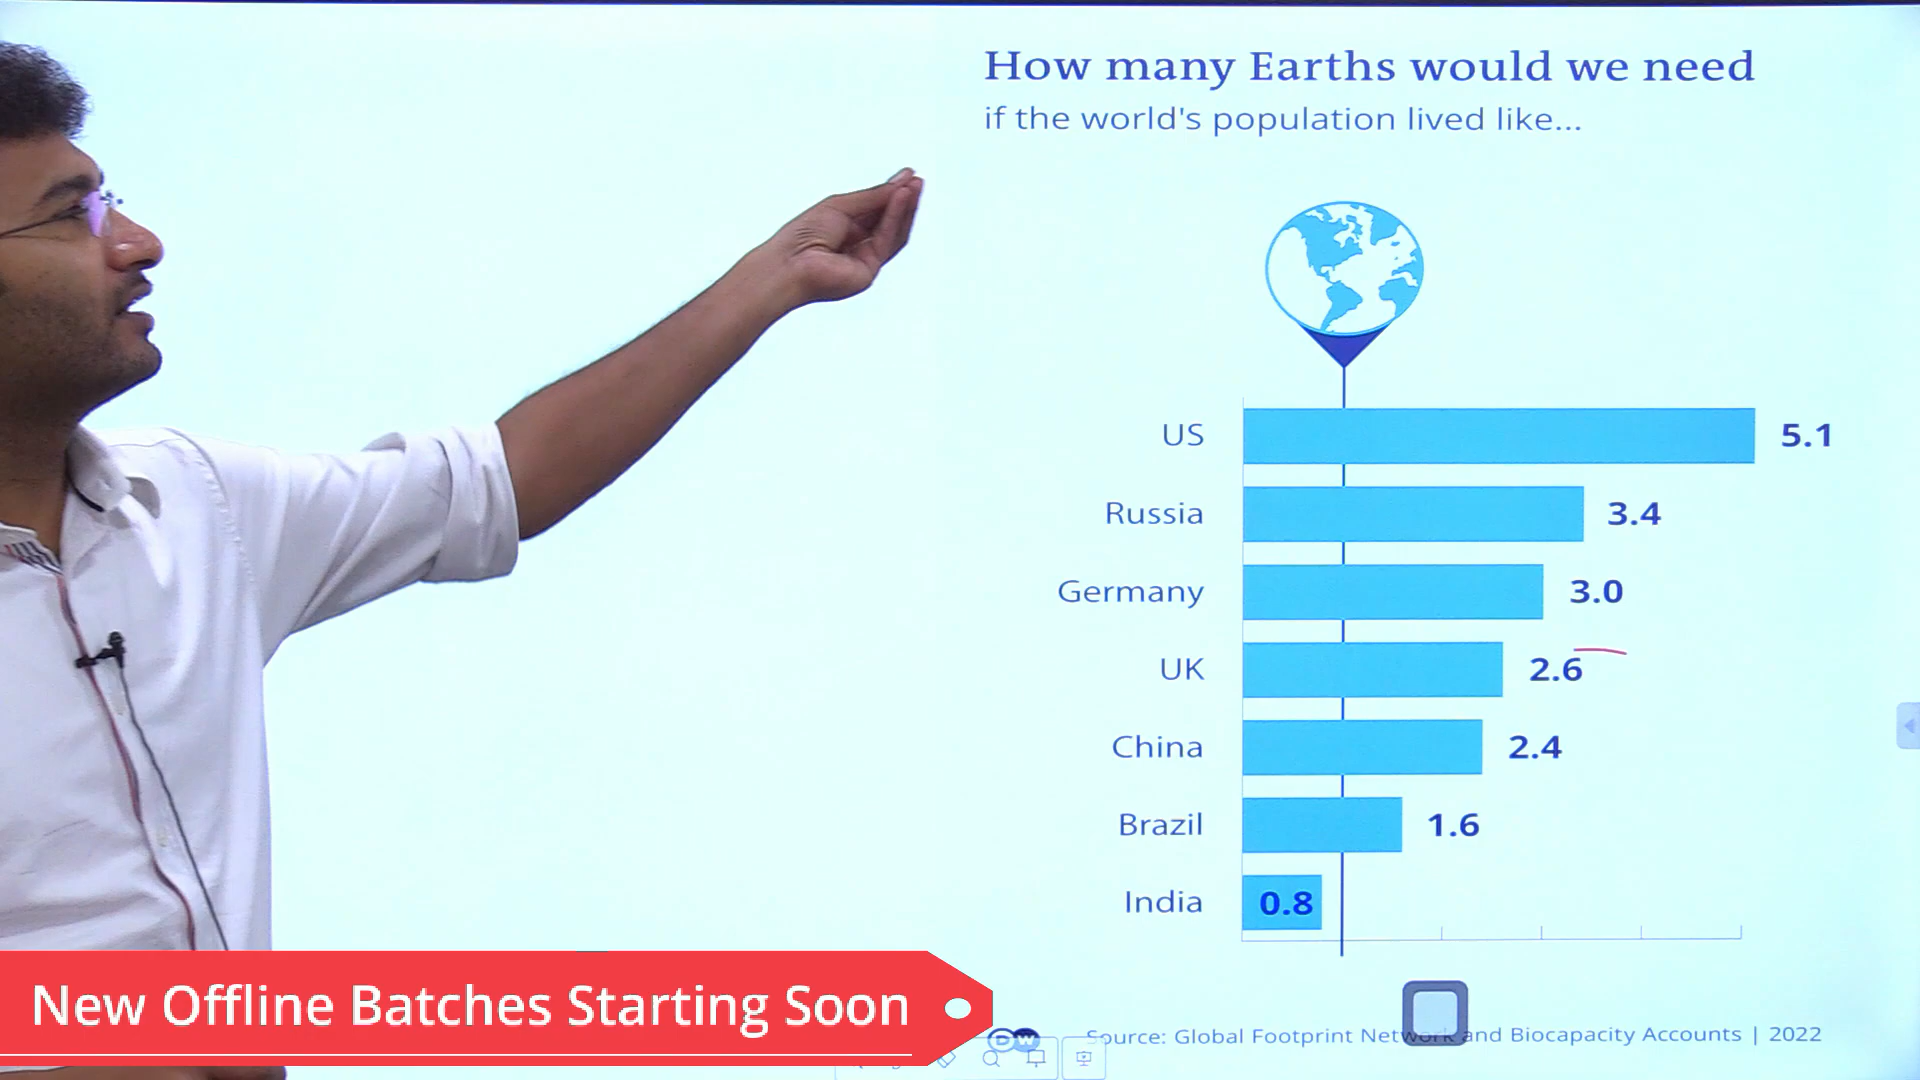 How many Earths would we need
if the world's population lived like...
US 5.1
Russia 3.4
Germany 3.0
UK 2.6
China 2.4
Brazil 1.6
India 0.8
New Offline Batches Starting Soon
DW
Source: Global Footprint Network and Biocapacity Accounts | 2022